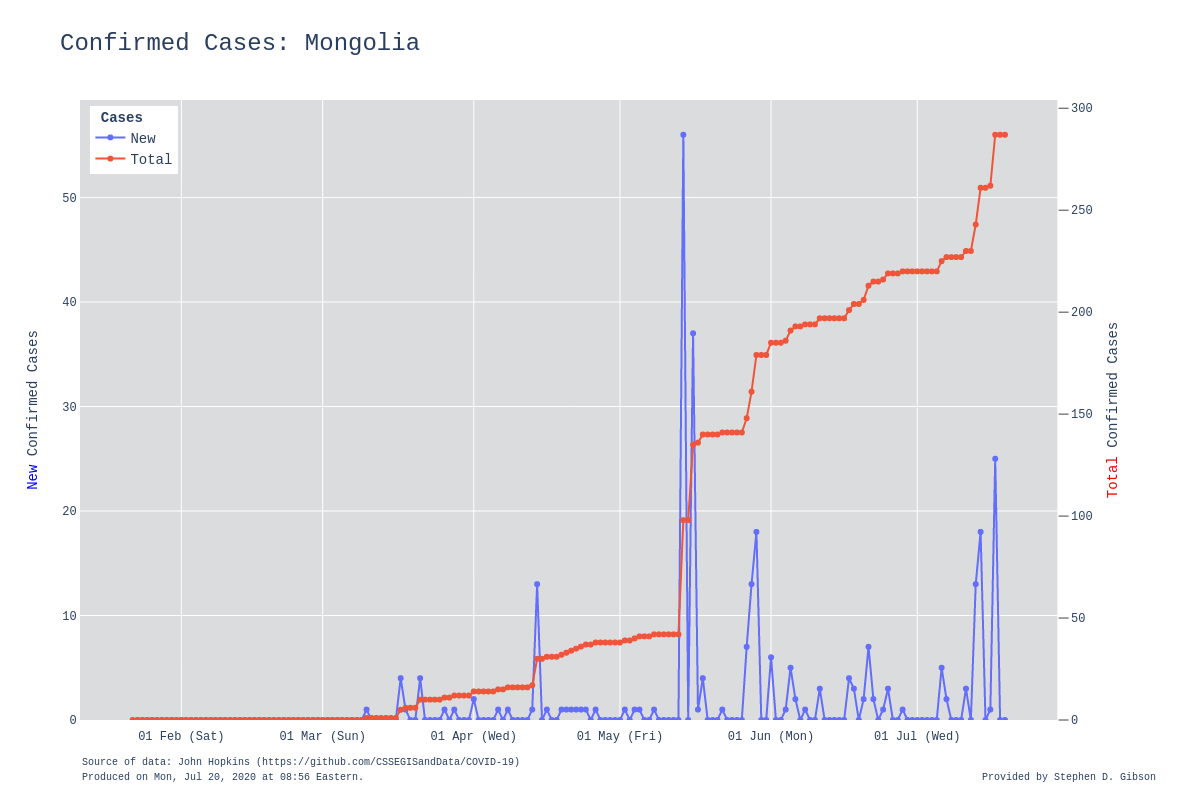 Confirmed Cases: Mongolia
Cases
New
Total
50
40
30
20
10
0
New Confirmed Cases
300
250
200
150
100
50
0
Total Confirmed Cases
01 Feb (Sat)
01 Mar (Sun)
01 Apr (Wed)
01 May (Fri)
01 Jun (Mon)
01 Jul (Wed)
Source of data: John Hopkins (https://github.com/CSSEGISandData/COVID-19)
Produced on Mon, Jul 20, 2020 at 08:56 Eastern.
Provided by Stephen D. Gibson